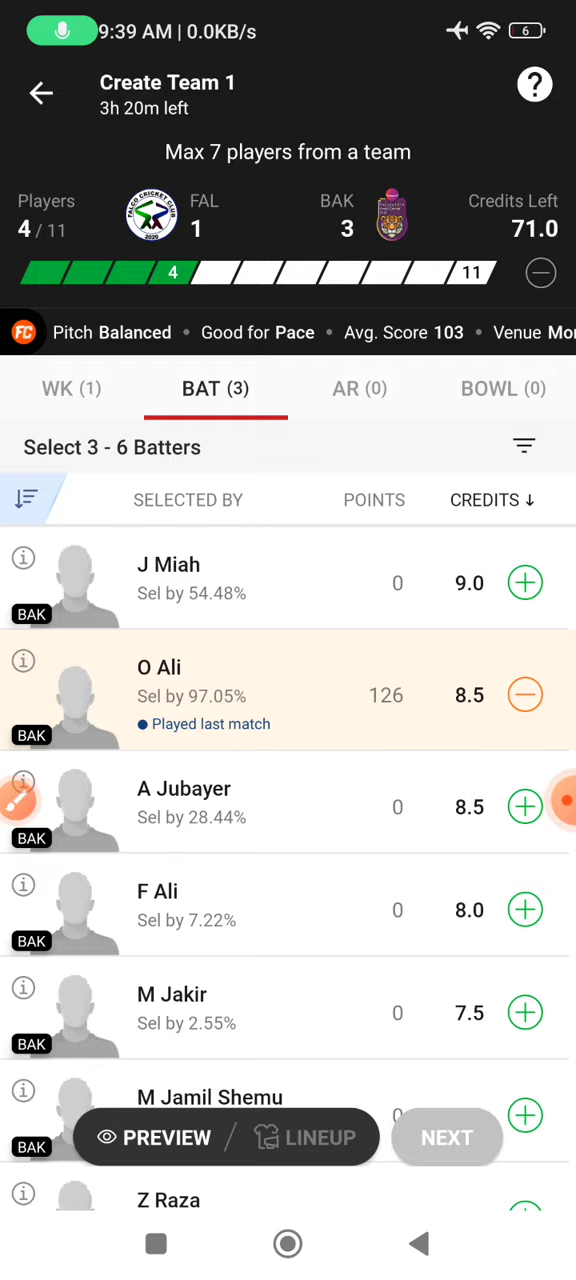 9:39 AM | 0.0KB/s
6
Create Team 1
3h 20m left
?
Max 7 players from a team
Players
4 / 11
FALCO CRICKET CLUB
2020
FAL
1
BAK
3
Credits Left
71.0
4
11
FC
Pitch Balanced • Good for Pace • Avg. Score 103 • Venue Mo
WK (1)
BAT (3)
AR (0)
BOWL (0)
Select 3 - 6 Batters
SELECTED BY
POINTS
CREDITS ↓
J Miah
Sel by 54.48%
0
9.0
BAK
O Ali
Sel by 97.05%
Played last match
126
8.5
BAK
A Jubayer
Sel by 28.44%
0
8.5
BAK
F Ali
Sel by 7.22%
0
8.0
BAK
M Jakir
Sel by 2.55%
0
7.5
BAK
M Jamil Shemu
BAK
PREVIEW / LINEUP
NEXT
Z Raza